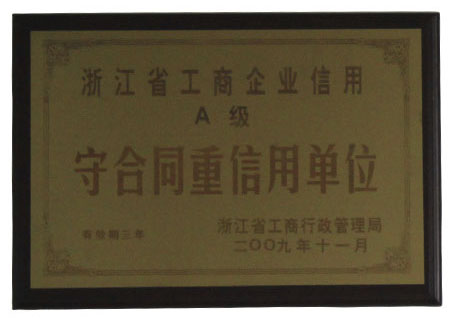 浙江省工商企业信用
A 级
守合同重信用单位
有效期三年
浙江省工商行政管理局
二〇〇九年十一月